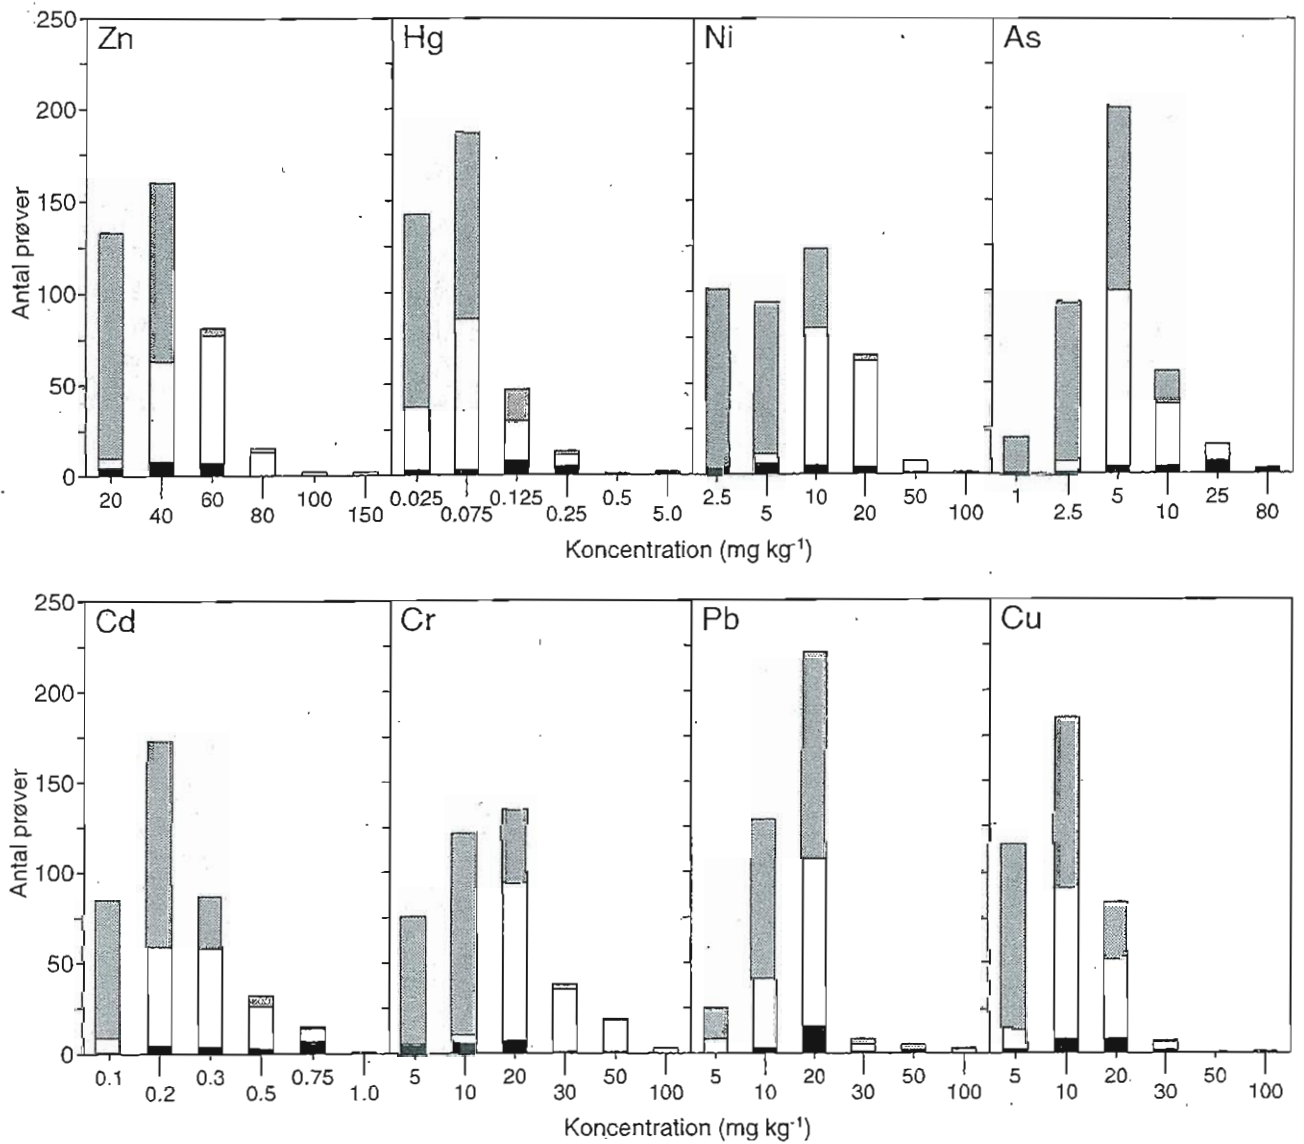 Zn Hg Ni As
250
200
150
100
50
0
Antal prøver
20 60 100 0.025 0.125 0.5 2.5 10 50 1 5 25
40 80 150 0.075 0.25 5.0 5 20 100 2.5 10 80
Koncentration (mg kg⁻¹)
Cd Cr Pb Cu
250
200
150
100
50
0
Antal prøver
0.1 0.3 0.75 5 20 50 5 20 50 5 20 50
0.2 0.5 1.0 10 30 100 10 30 100 10 30 100
Koncentration (mg kg⁻¹)